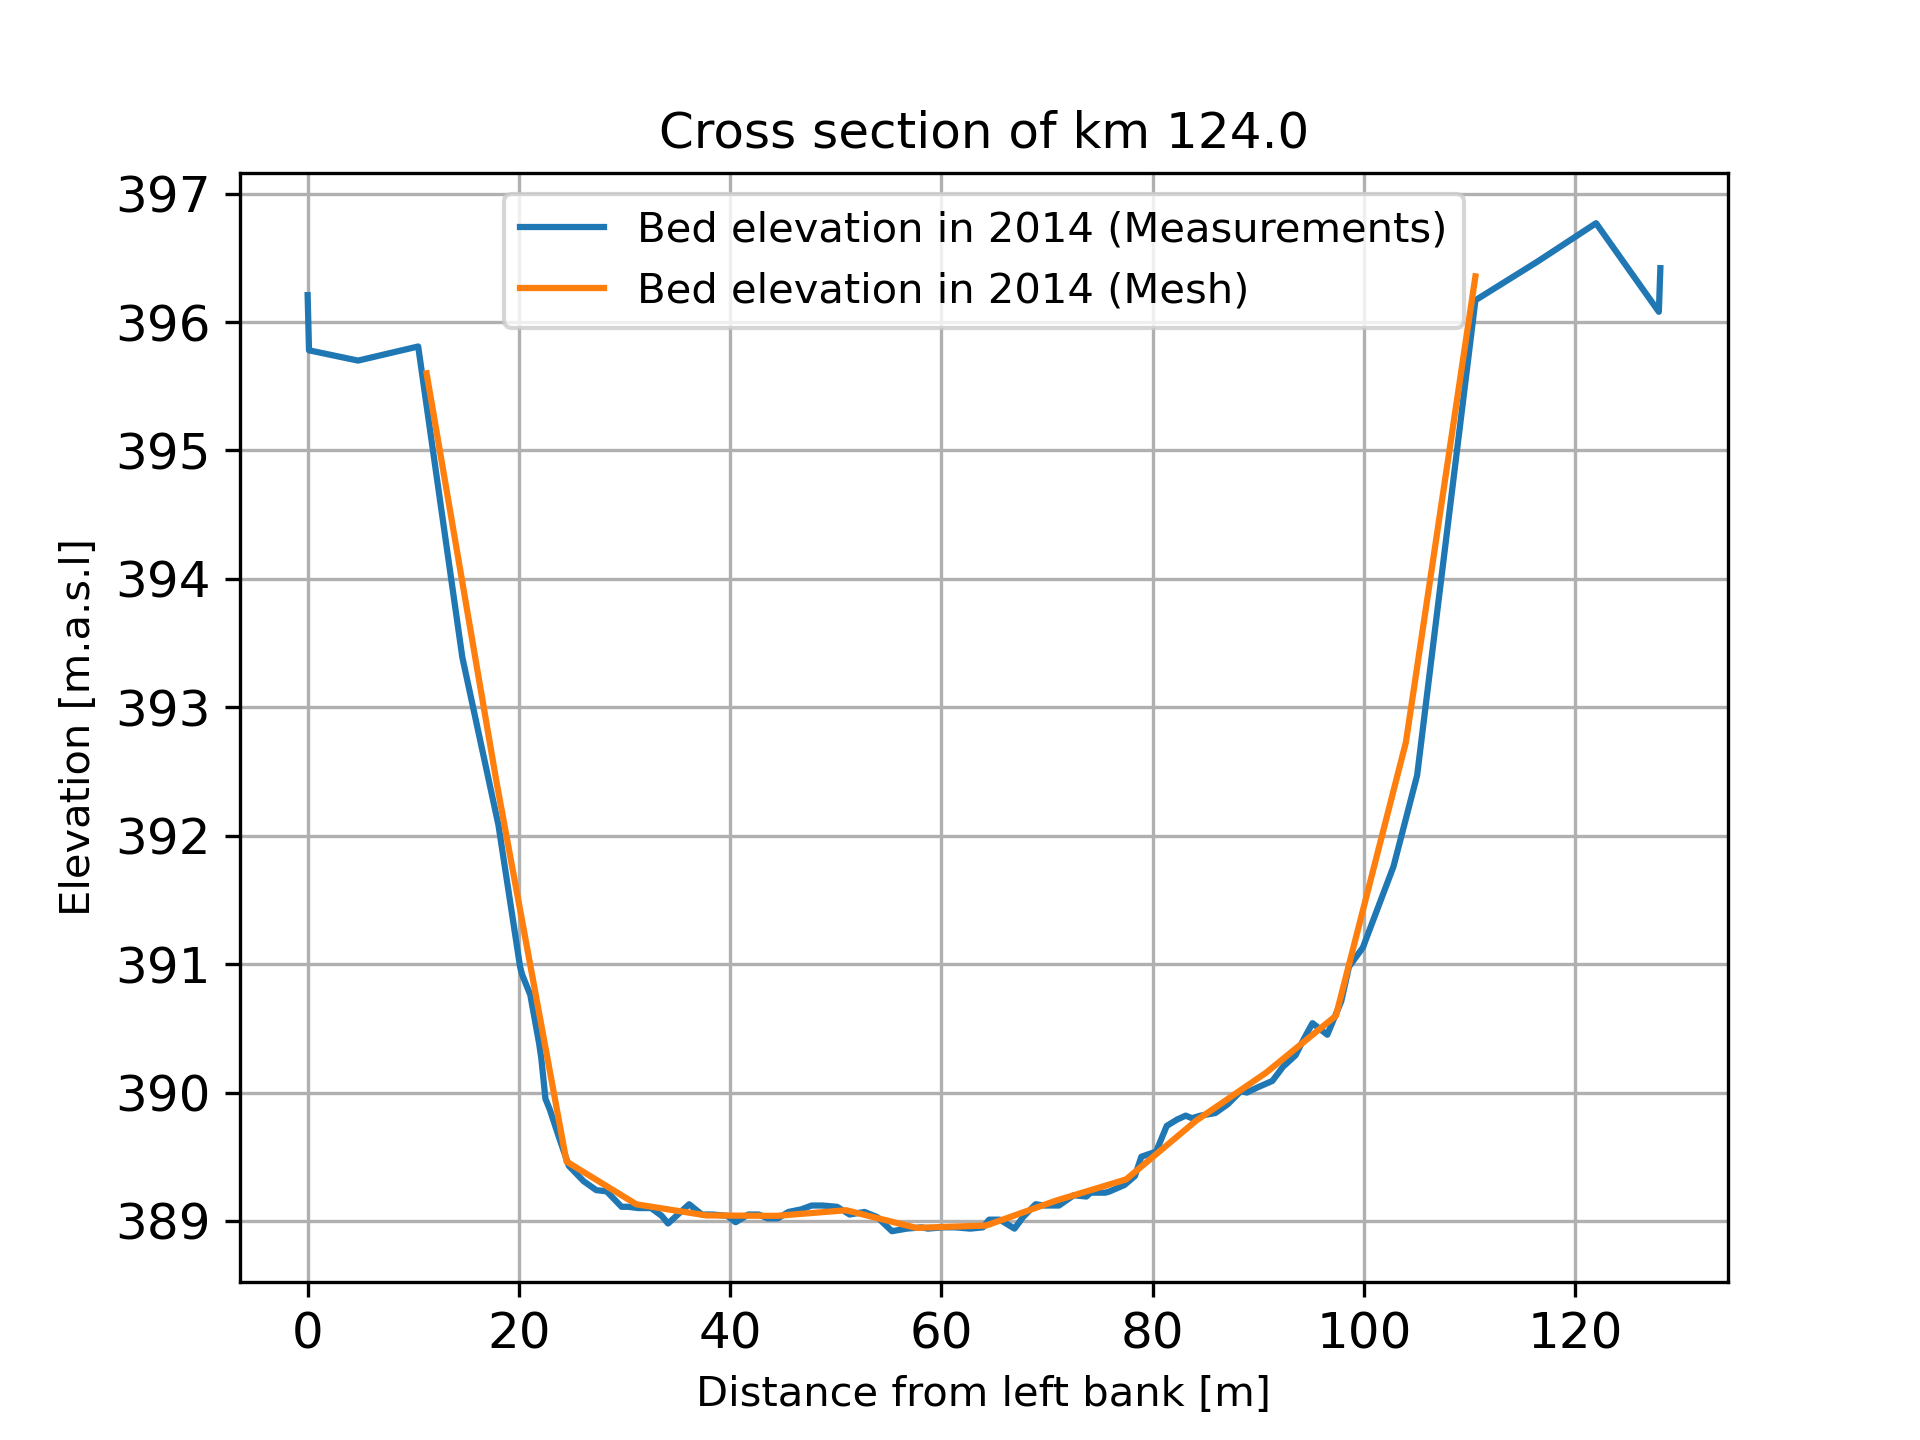 Cross section of km 124.0
Bed elevation in 2014 (Measurements)
Bed elevation in 2014 (Mesh)
Elevation [m.a.s.l]
397
396
395
394
393
392
391
390
389
0 20 40 60 80 100 120
Distance from left bank [m]